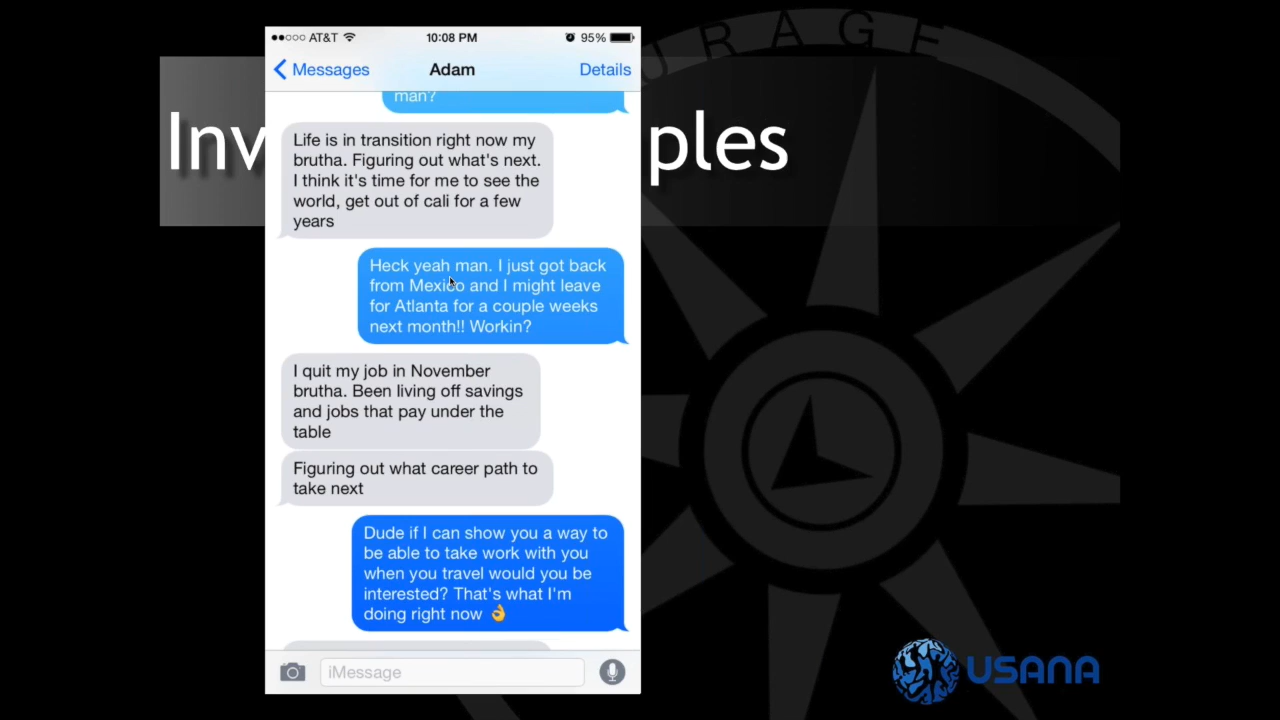 URAGE
Inv ples
AT&T 10:08 PM 95%
Messages Adam Details
man?
Life is in transition right now my
brutha. Figuring out what's next.
I think it's time for me to see the
world, get out of cali for a few
years
Heck yeah man. I just got back
from Mexico and I might leave
for Atlanta for a couple weeks
next month!! Workin?
I quit my job in November
brutha. Been living off savings
and jobs that pay under the
table
Figuring out what career path to
take next
Dude if I can show you a way to
be able to take work with you
when you travel would you be
interested? That's what I'm
doing right now 👌
iMessage
USANA